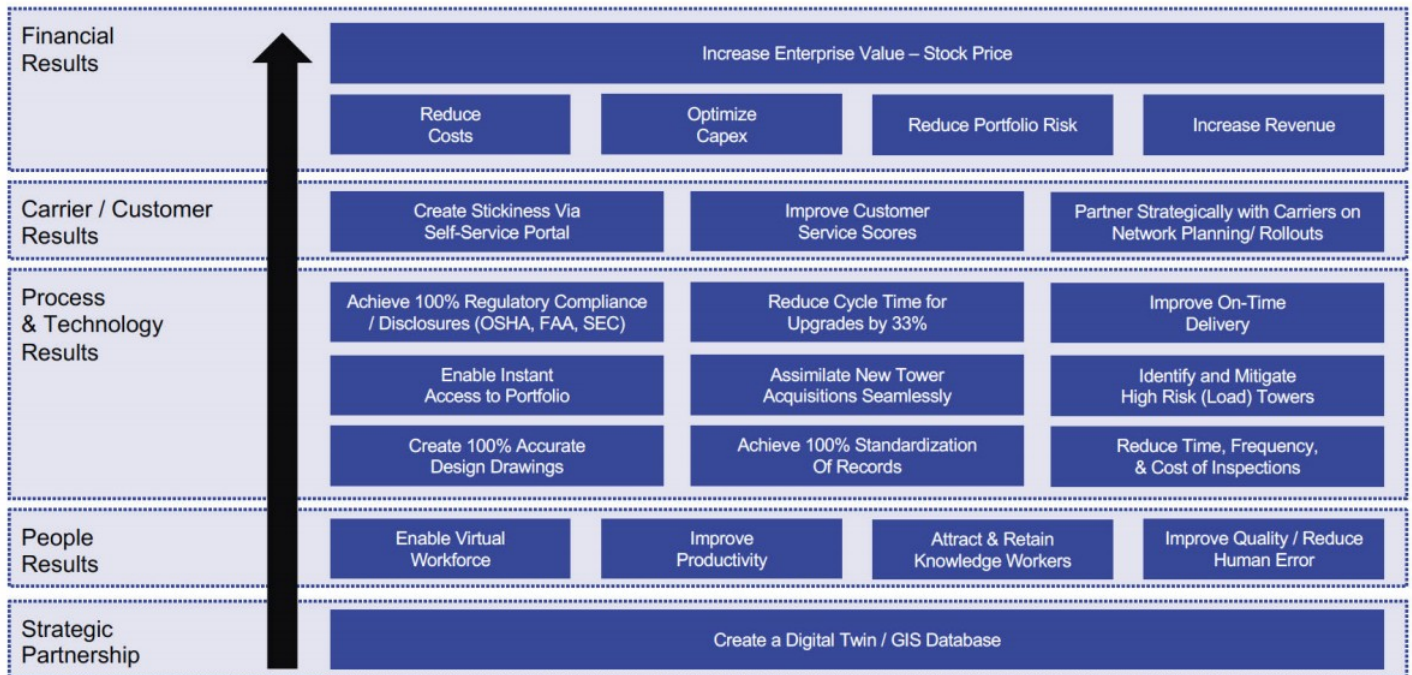 Financial
Results
Increase Enterprise Value – Stock Price
Reduce
Costs
Optimize
Capex
Reduce Portfolio Risk
Increase Revenue
Carrier / Customer
Results
Create Stickiness Via
Self-Service Portal
Improve Customer
Service Scores
Partner Strategically with Carriers on
Network Planning/ Rollouts
Process
& Technology
Results
Achieve 100% Regulatory Compliance
/ Disclosures (OSHA, FAA, SEC)
Reduce Cycle Time for
Upgrades by 33%
Improve On-Time
Delivery
Enable Instant
Access to Portfolio
Assimilate New Tower
Acquisitions Seamlessly
Identify and Mitigate
High Risk (Load) Towers
Create 100% Accurate
Design Drawings
Achieve 100% Standardization
Of Records
Reduce Time, Frequency,
& Cost of Inspections
People
Results
Enable Virtual
Workforce
Improve
Productivity
Attract & Retain
Knowledge Workers
Improve Quality / Reduce
Human Error
Strategic
Partnership
Create a Digital Twin / GIS Database